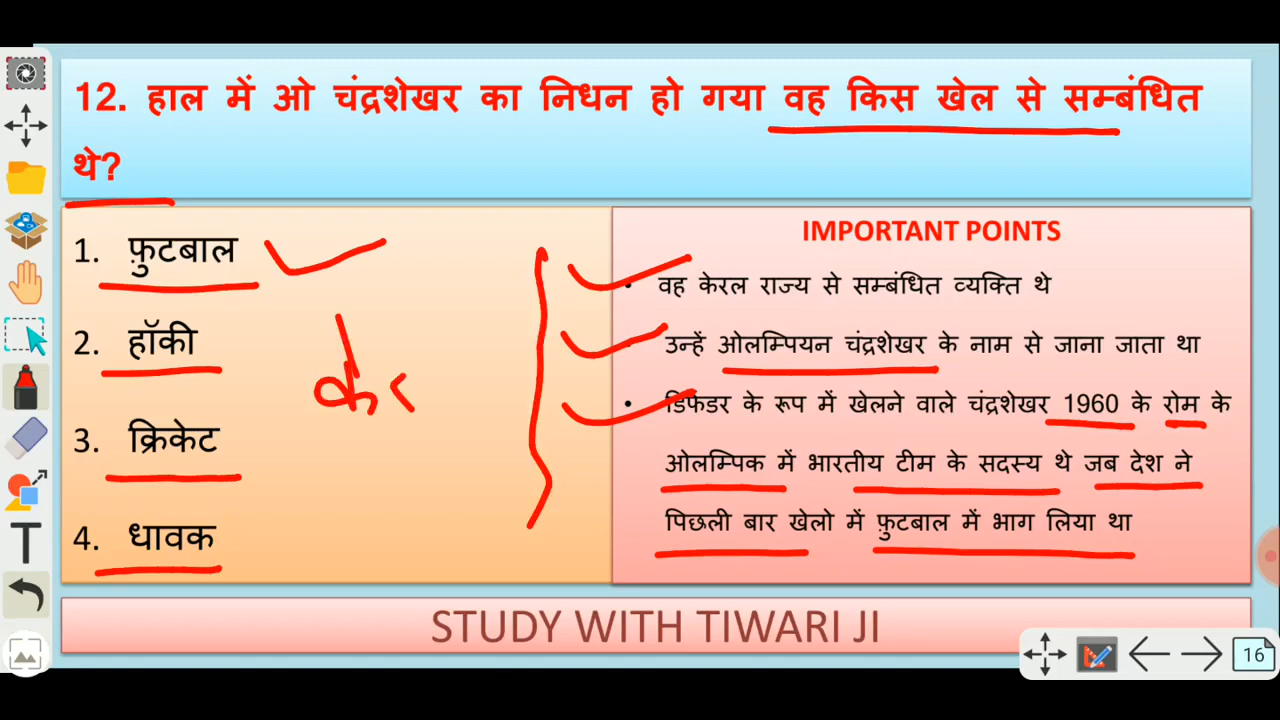 12. हाल में ओ चंद्रशेखर का निधन हो गया वह किस खेल से सम्बंधित
थे?
1. फ़ुटबाल
2. हॉकी
3. क्रिकेट
4. धावक
IMPORTANT POINTS
• वह केरल राज्य से सम्बंधित व्यक्ति थे
• उन्हें ओलम्पियन चंद्रशेखर के नाम से जाना जाता था
• डिफेंडर के रूप में खेलने वाले चंद्रशेखर 1960 के रोम के
ओलम्पिक में भारतीय टीम के सदस्य थे जब देश ने
पिछली बार खेलो में फ़ुटबाल में भाग लिया था
STUDY WITH TIWARI JI
16